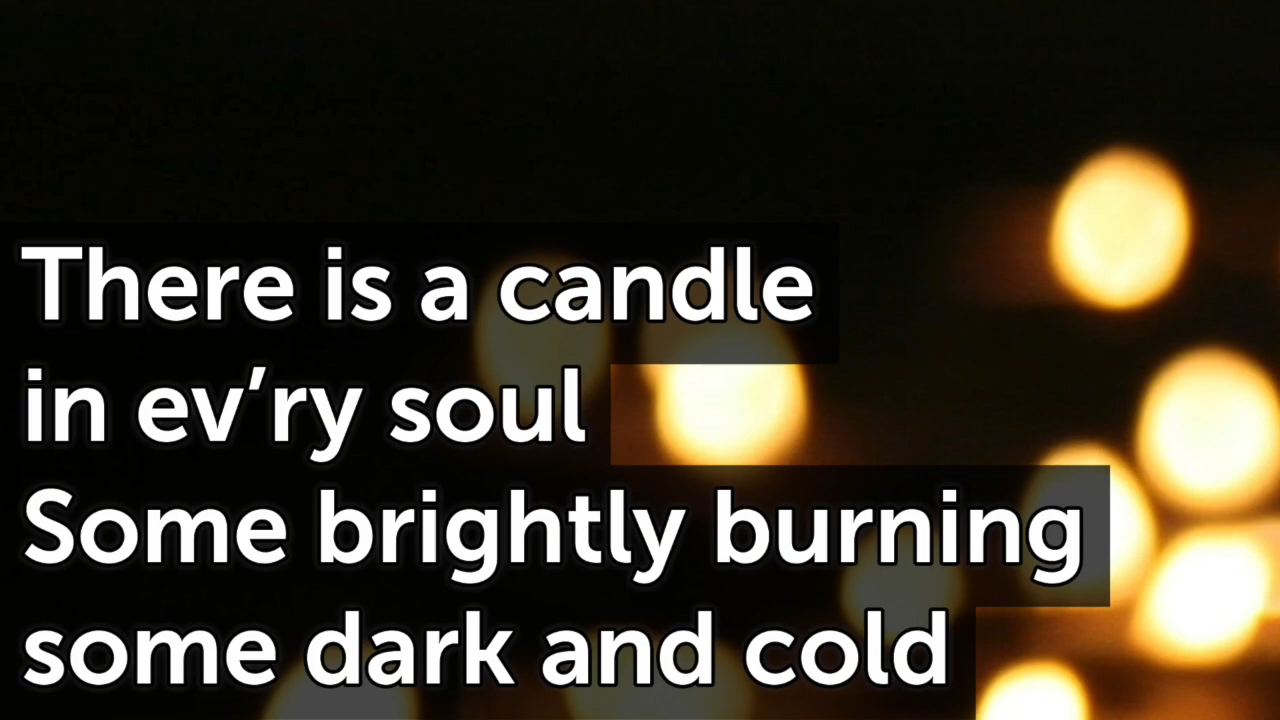 There is a candle
in ev’ry soul
Some brightly burning
some dark and cold